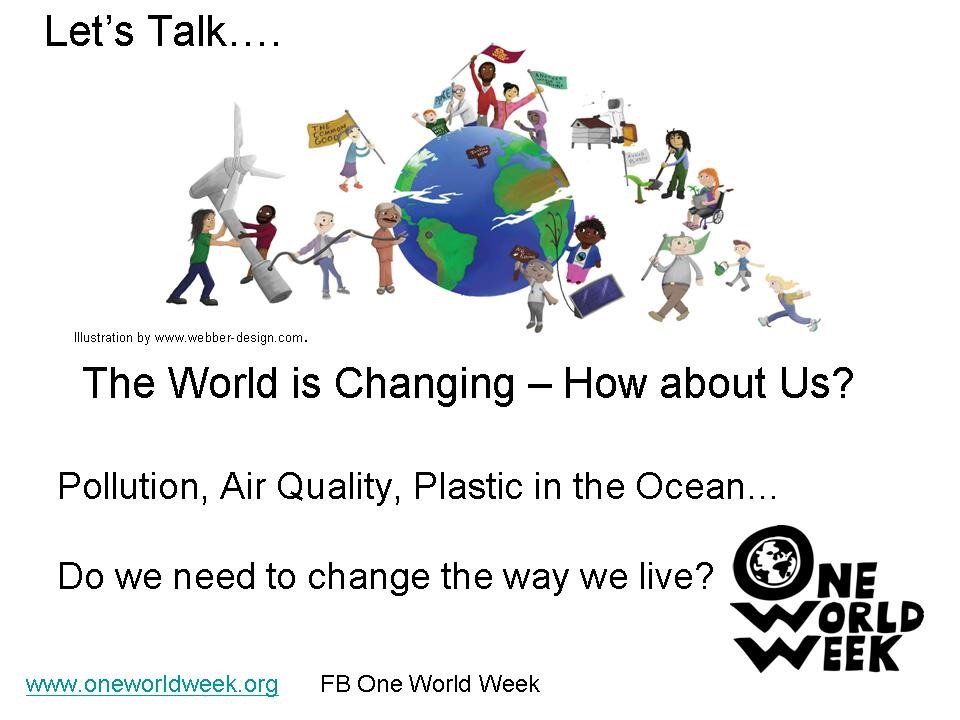 Let's Talk….
THE COMMON GOOD
PEACE
Illustration by www.webber-design.com.
The World is Changing – How about Us?
Pollution, Air Quality, Plastic in the Ocean...
Do we need to change the way we live?
ONE
WORLD
WEEK
www.oneworldweek.org FB One World Week